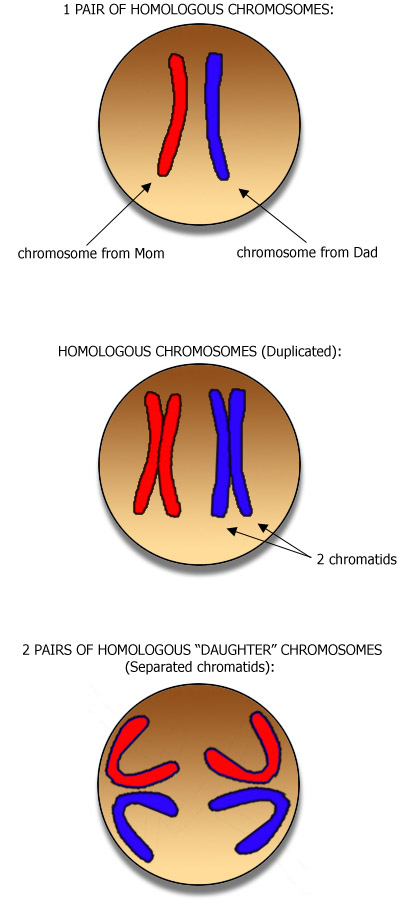 1 PAIR OF HOMOLOGOUS CHROMOSOMES:
chromosome from Mom
chromosome from Dad
HOMOLOGOUS CHROMOSOMES (Duplicated):
2 chromatids
2 PAIRS OF HOMOLOGOUS “DAUGHTER” CHROMOSOMES
(Separated chromatids):